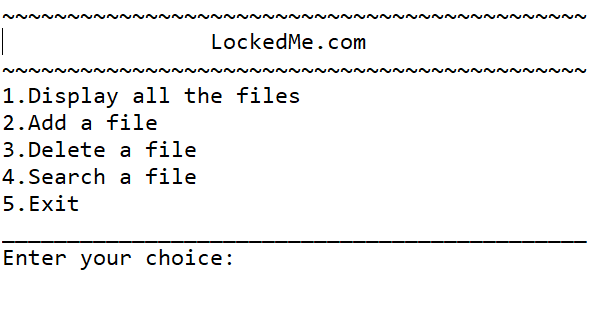 ~~~~~~~~~~~~~~~~~~~~~~~~~~~~~~~~~~~~~~~~~~~~~
LockedMe.com
~~~~~~~~~~~~~~~~~~~~~~~~~~~~~~~~~~~~~~~~~~~~~
1.Display all the files
2.Add a file
3.Delete a file
4.Search a file
5.Exit
_____________________________________________
Enter your choice: